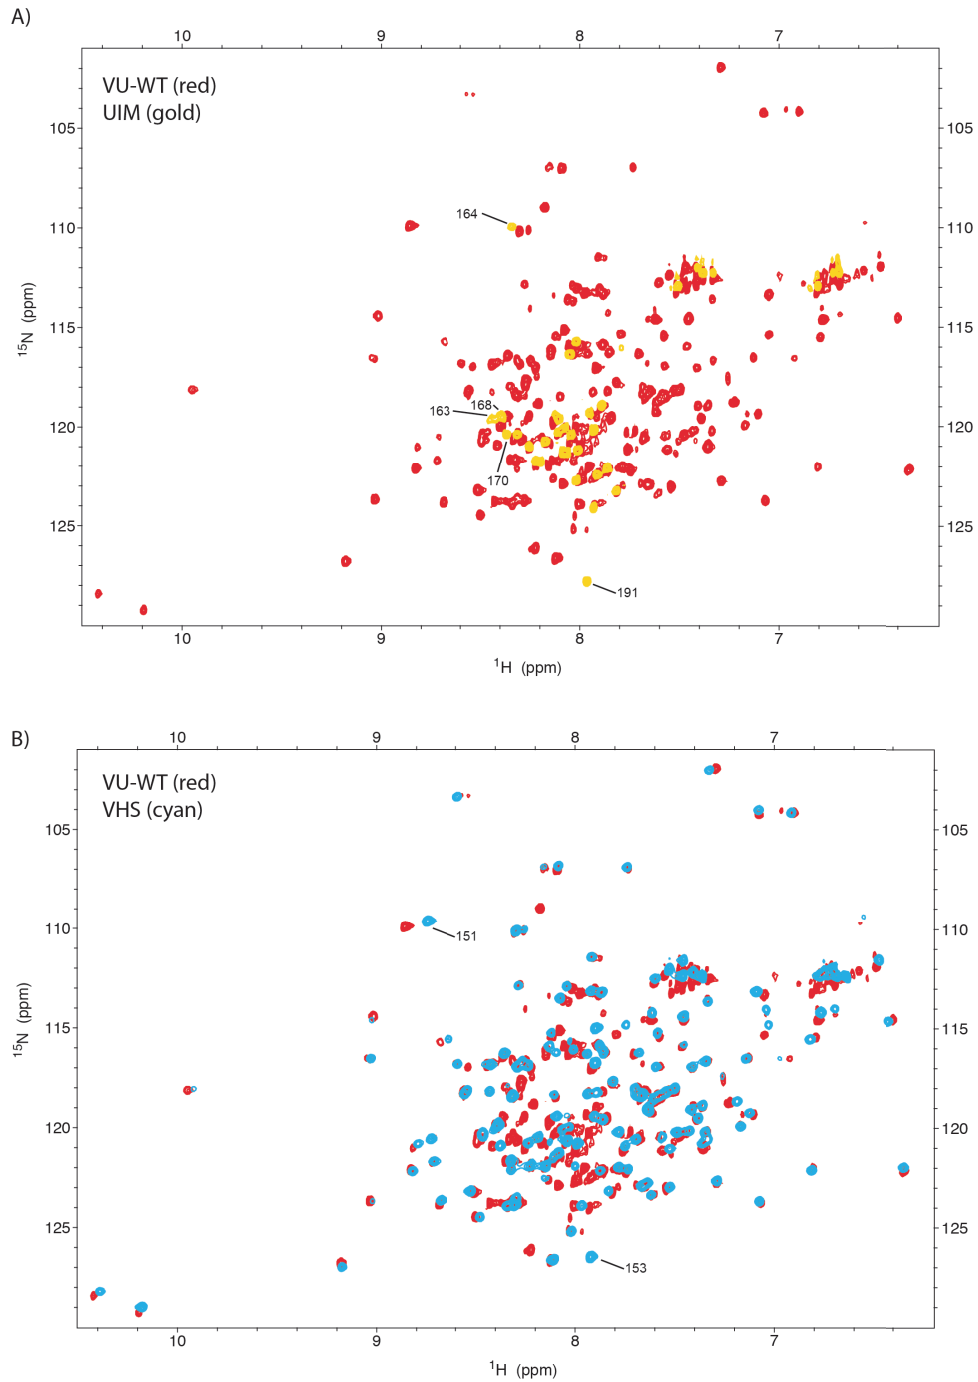 A)
10 9 8 7
VU-WT (red)
UIM (gold)
105 105
164
110 110
115 115
15N (ppm)
168
163
120 120
170
125 125
191
10 9 8 7
1H (ppm)
B)
10 9 8 7
VU-WT (red)
VHS (cyan)
105 105
110 110
151
115 115
15N (ppm)
120 120
125 125
153
10 9 8 7
1H (ppm)